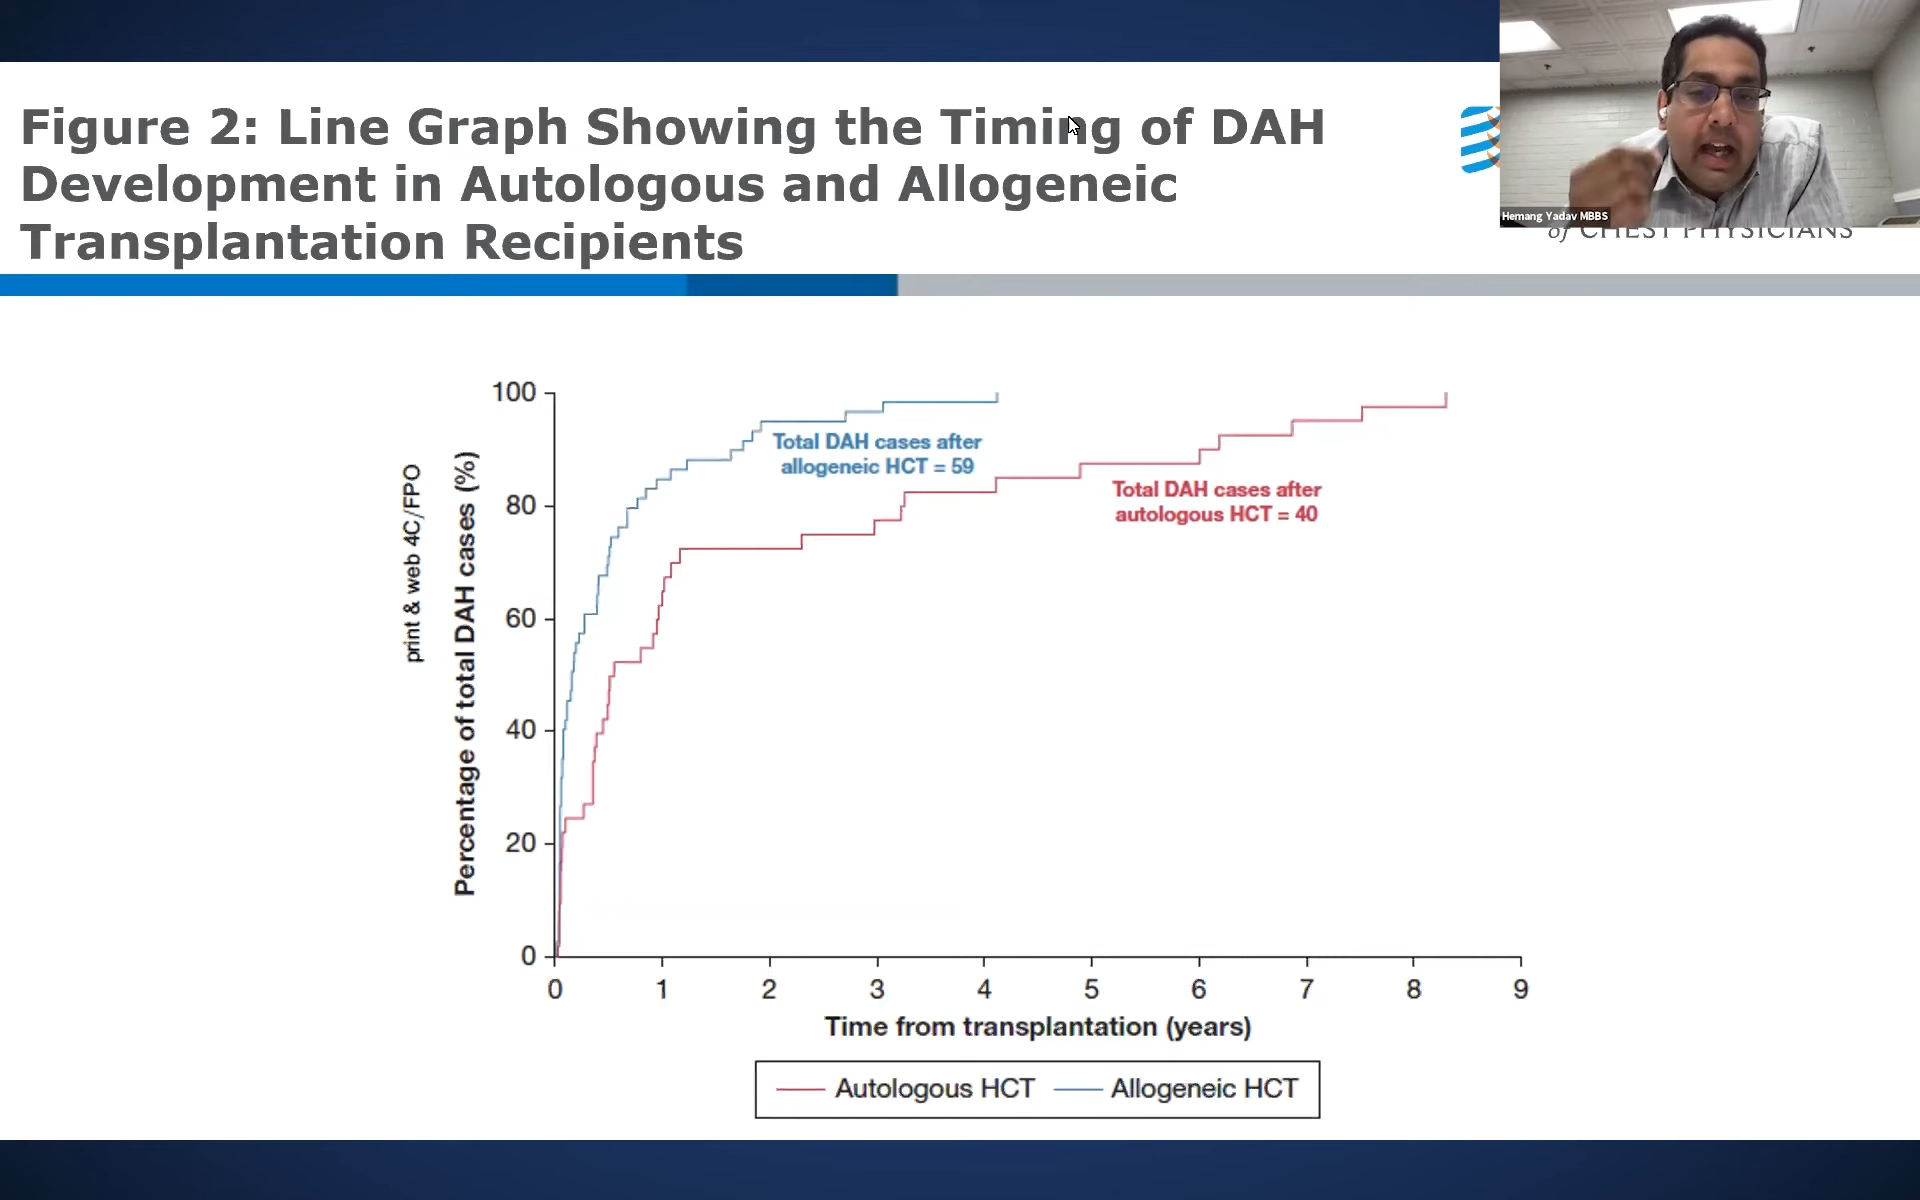 Figure 2: Line Graph Showing the Timing of DAH
Development in Autologous and Allogeneic
Transplantation Recipients
Hemang Yadav MBBS
of CHEST PHYSICIANS
print & web 4C/FPO
Percentage of total DAH cases (%)
100
80
60
40
20
0
Total DAH cases after
allogeneic HCT = 59
Total DAH cases after
autologous HCT = 40
0 1 2 3 4 5 6 7 8 9
Time from transplantation (years)
Autologous HCT Allogeneic HCT